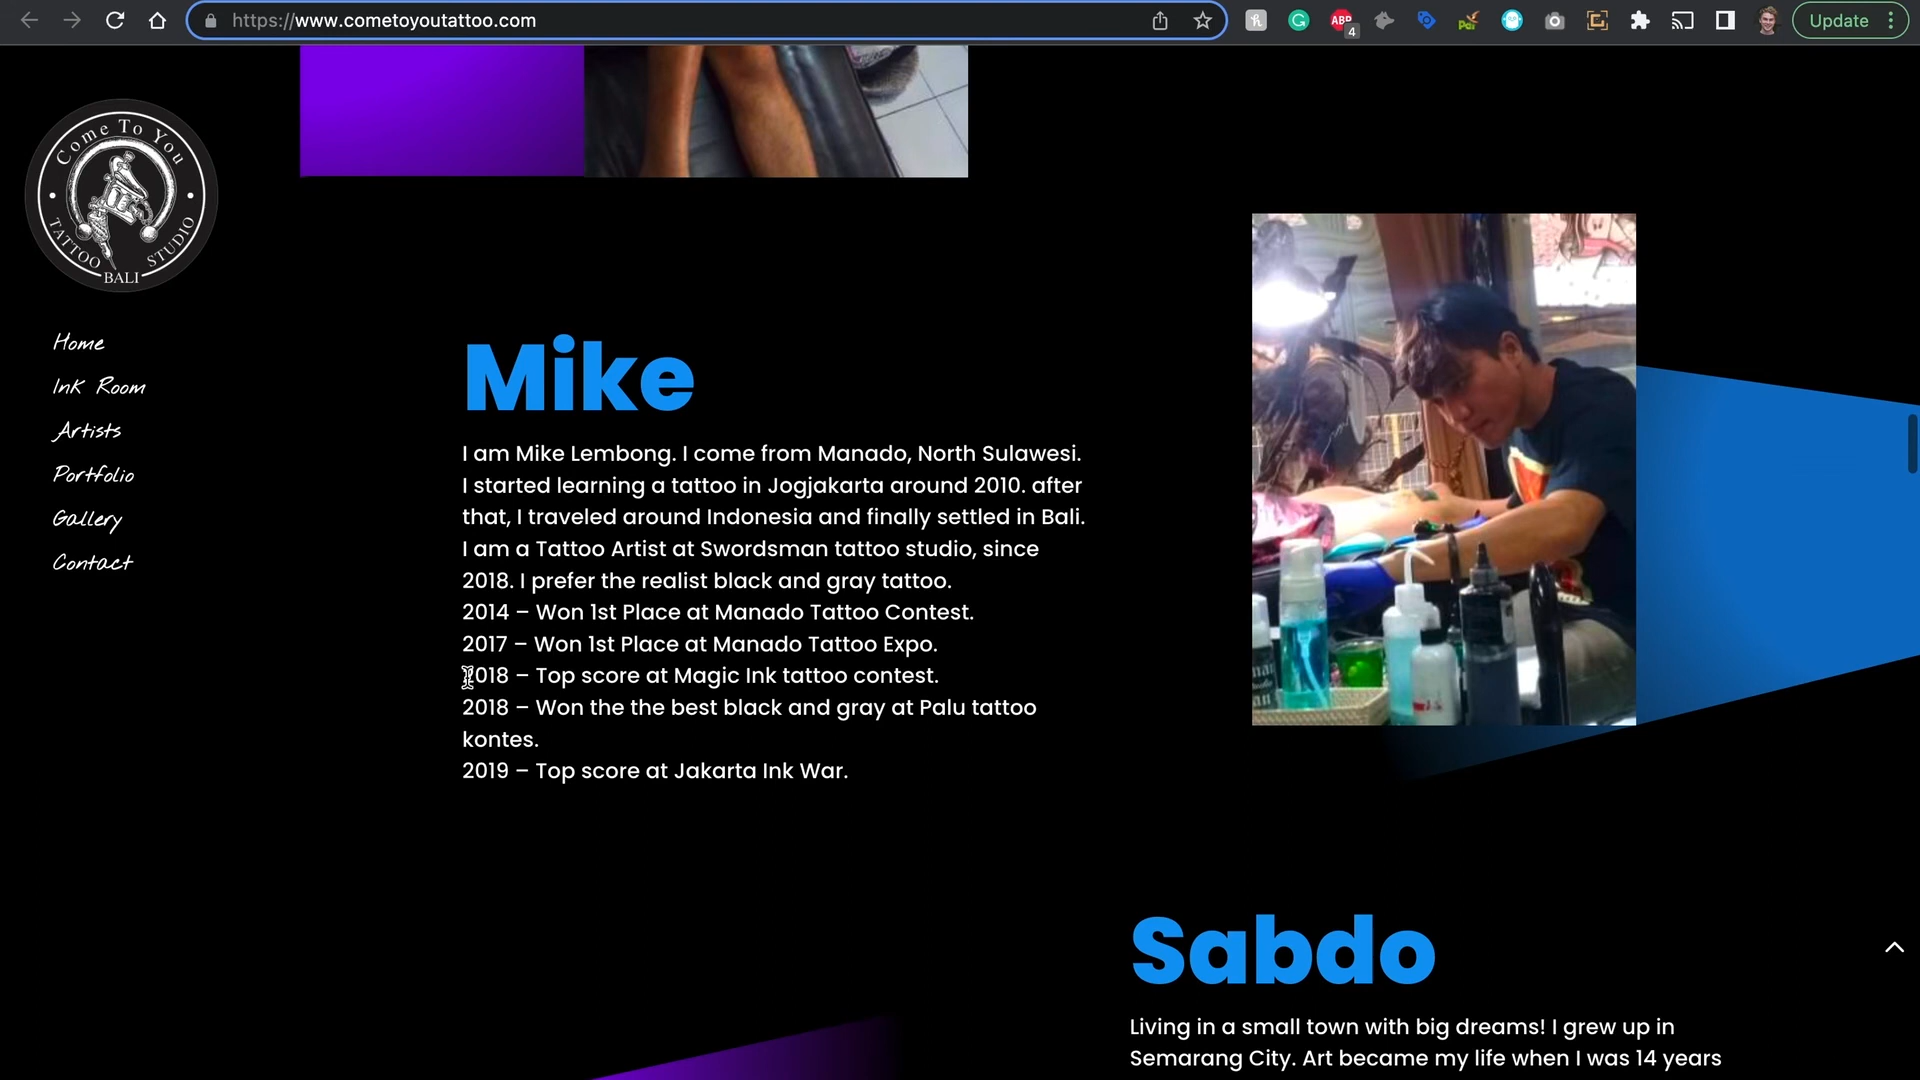 https://www.cometoyoutattoo.com
ABP
4
Update
Come To You
TATTOO STUDIO
BALI
Home
Ink Room
Artists
Portfolio
Gallery
Contact
Mike
I am Mike Lembong. I come from Manado, North Sulawesi.
I started learning a tattoo in Jogjakarta around 2010. after
that, I traveled around Indonesia and finally settled in Bali.
I am a Tattoo Artist at Swordsman tattoo studio, since
2018. I prefer the realist black and gray tattoo.
2014 – Won 1st Place at Manado Tattoo Contest.
2017 – Won 1st Place at Manado Tattoo Expo.
2018 – Top score at Magic Ink tattoo contest.
2018 – Won the the best black and gray at Palu tattoo
kontes.
2019 – Top score at Jakarta Ink War.
Sabdo
Living in a small town with big dreams! I grew up in
Semarang City. Art became my life when I was 14 years